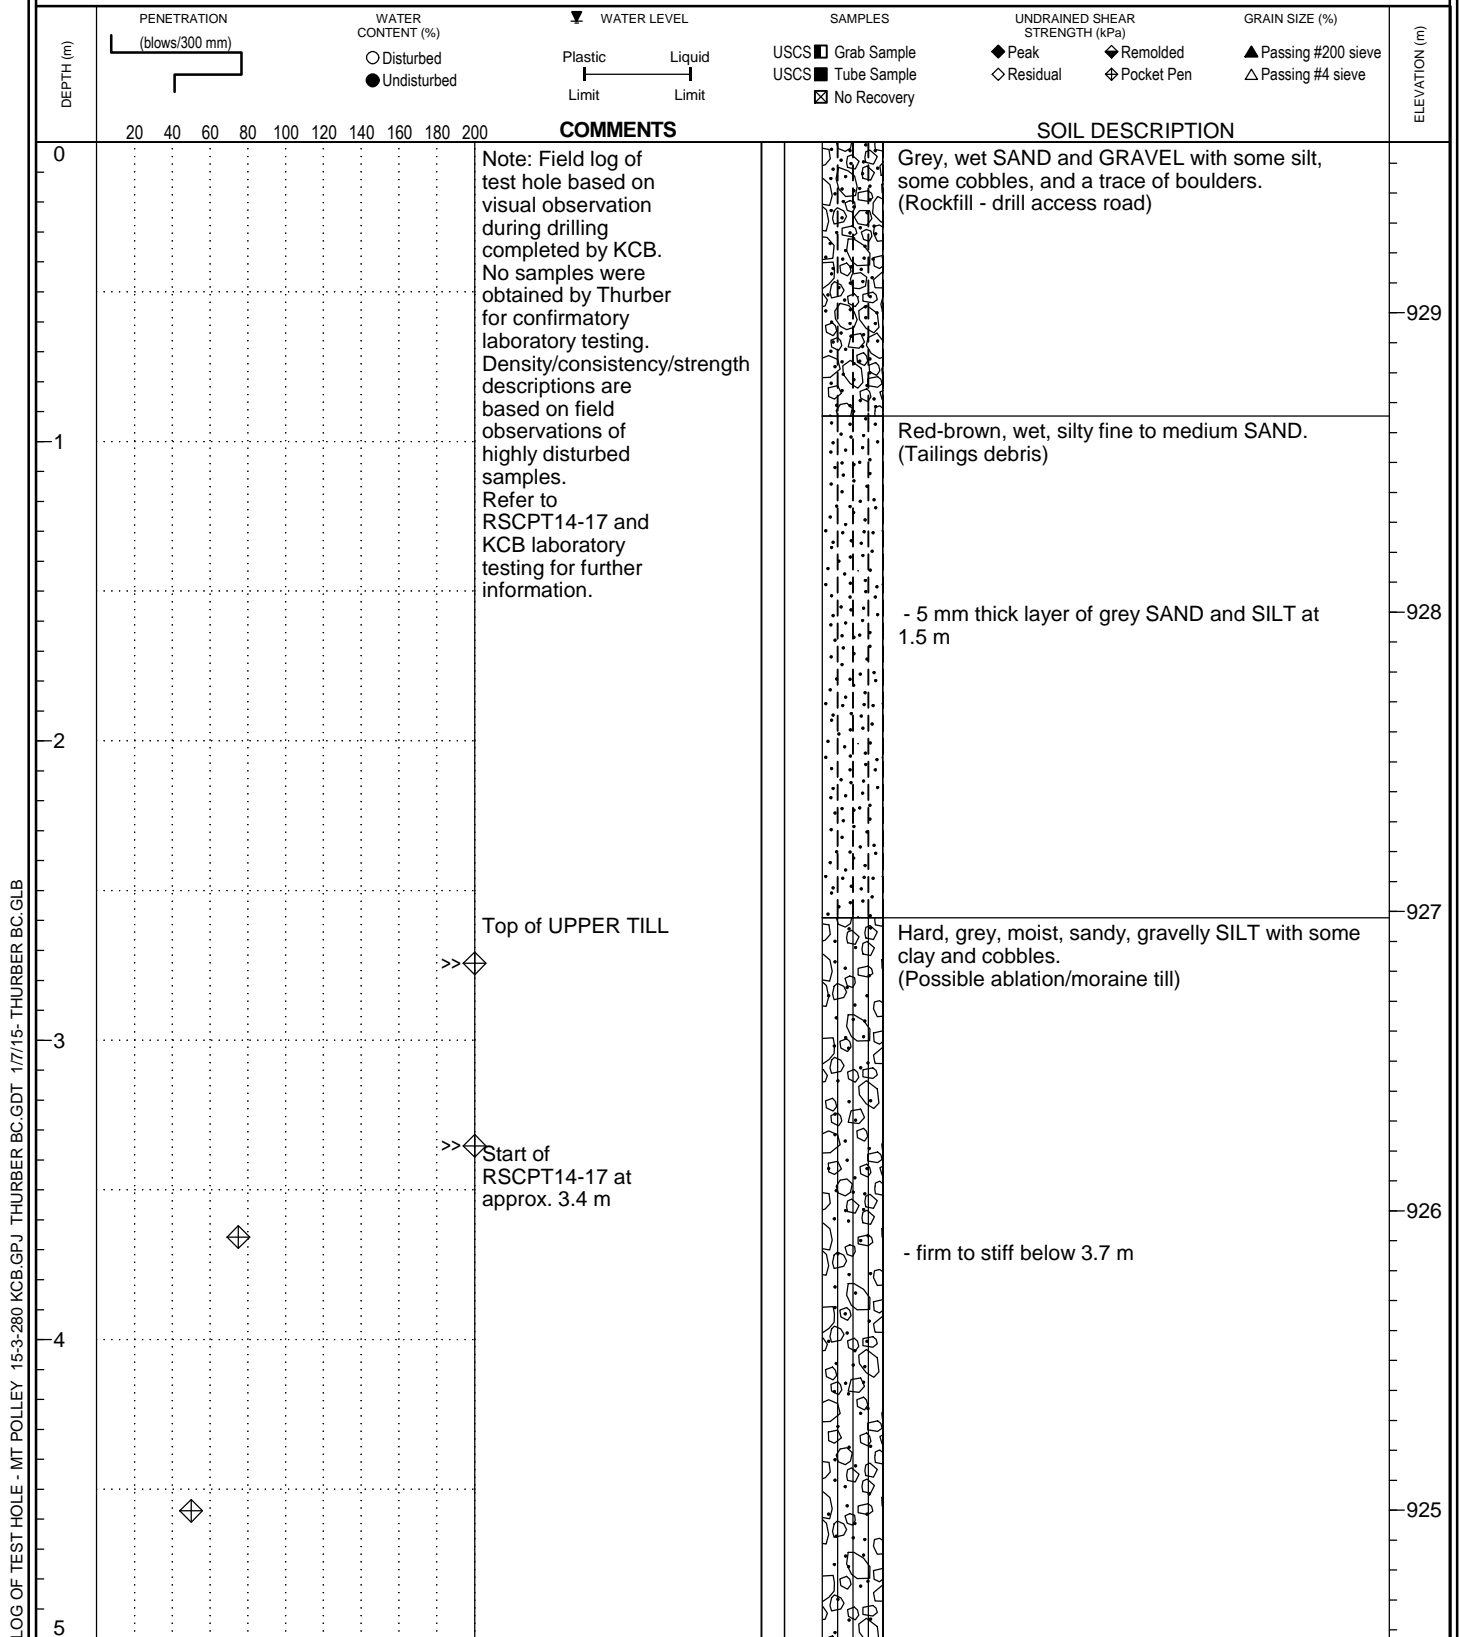 DEPTH (m)
PENETRATION
(blows/300 mm)
WATER
CONTENT (%)
Disturbed
Undisturbed
WATER LEVEL
Plastic Liquid
Limit Limit
SAMPLES
USCS Grab Sample
USCS Tube Sample
No Recovery
UNDRAINED SHEAR
STRENGTH (kPa)
Peak Remolded
Residual Pocket Pen
GRAIN SIZE (%)
Passing #200 sieve
Passing #4 sieve
ELEVATION (m)
20 40 60 80 100 120 140 160 180 200
COMMENTS
SOIL DESCRIPTION
0
Note: Field log of
test hole based on
visual observation
during drilling
completed by KCB.
No samples were
obtained by Thurber
for confirmatory
laboratory testing.
Density/consistency/strength
descriptions are
based on field
observations of
highly disturbed
samples.
Refer to
RSCPT14-17 and
KCB laboratory
testing for further
information.
Grey, wet SAND and GRAVEL with some silt,
some cobbles, and a trace of boulders.
(Rockfill - drill access road)
929
1
Red-brown, wet, silty fine to medium SAND.
(Tailings debris)
- 5 mm thick layer of grey SAND and SILT at
1.5 m
928
2
927
Top of UPPER TILL
>>
Hard, grey, moist, sandy, gravelly SILT with some
clay and cobbles.
(Possible ablation/moraine till)
3
>>
Start of
RSCPT14-17 at
approx. 3.4 m
926
- firm to stiff below 3.7 m
4
925
5
LOG OF TEST HOLE - MT POLLEY 15-3-280 KCB.GPJ THURBER BC.GDT 1/7/15- THURBER BC.GLB